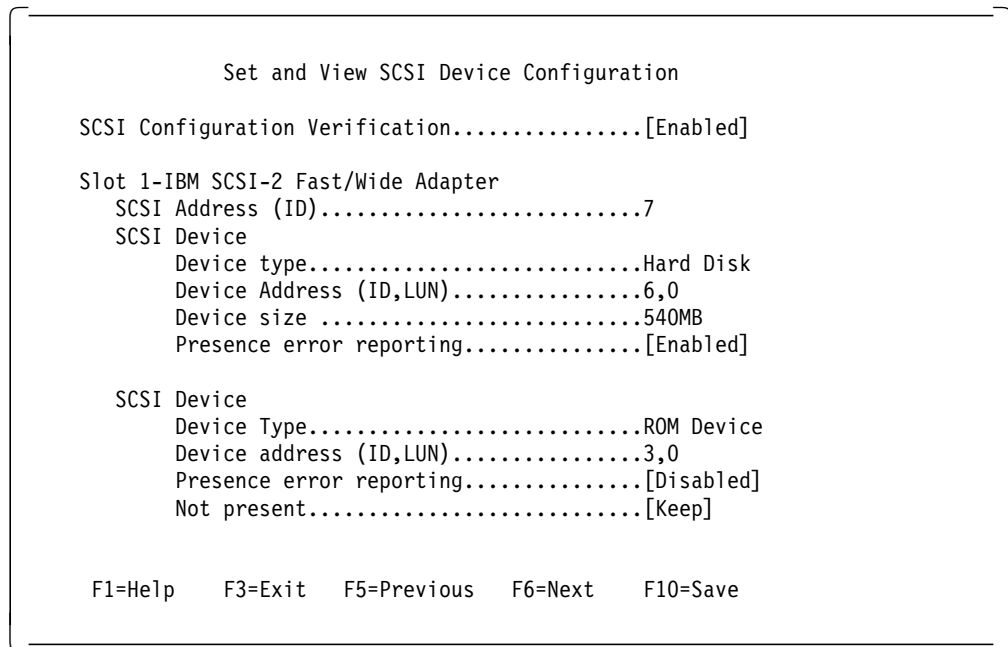 Set and View SCSI Device Configuration
SCSI Configuration Verification................[Enabled]
Slot 1-IBM SCSI-2 Fast/Wide Adapter
SCSI Address (ID)...........................7
SCSI Device
Device type............................Hard Disk
Device Address (ID,LUN)................6,0
Device size ...........................540MB
Presence error reporting...............[Enabled]
SCSI Device
Device Type............................ROM Device
Device address (ID,LUN)................3,0
Presence error reporting...............[Disabled]
Not present............................[Keep]
F1=Help F3=Exit F5=Previous F6=Next F10=Save